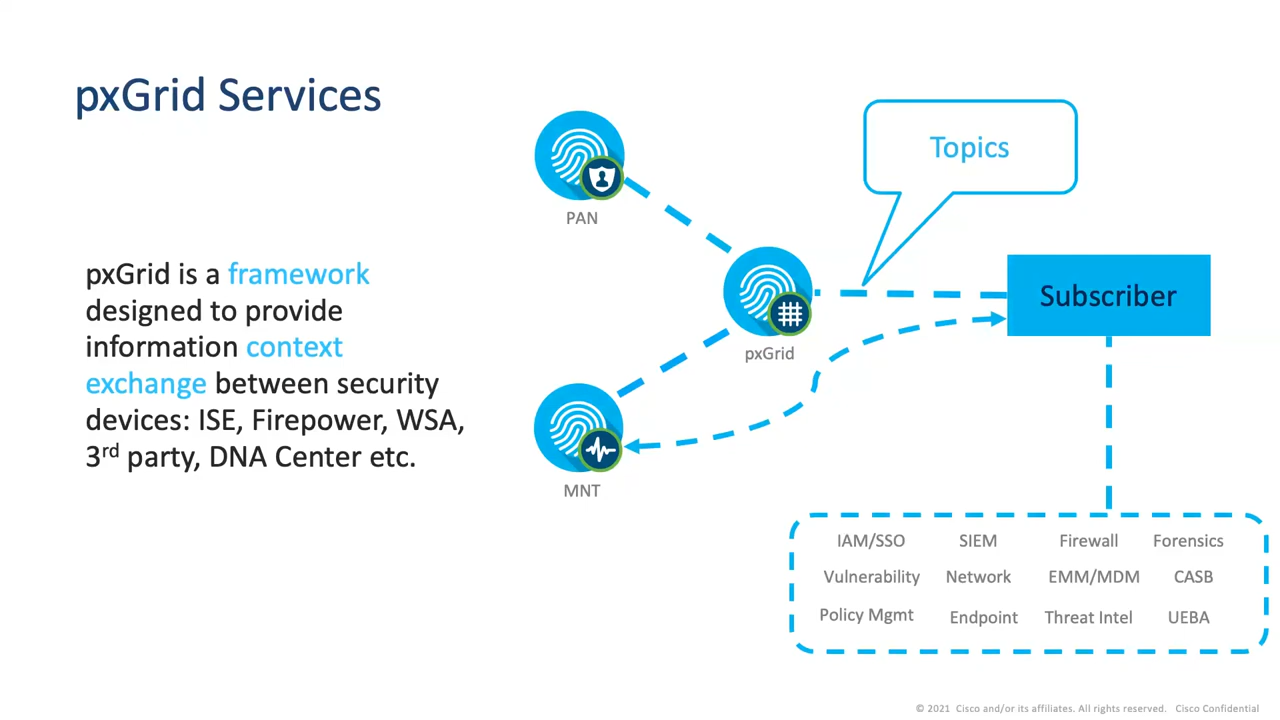 pxGrid Services
pxGrid is a framework
designed to provide
information context
exchange between security
devices: ISE, Firepower, WSA,
3rd party, DNA Center etc.
PAN
Topics
pxGrid
Subscriber
MNT
IAM/SSO SIEM Firewall Forensics
Vulnerability Network EMM/MDM CASB
Policy Mgmt Endpoint Threat Intel UEBA
© 2021 Cisco and/or its affiliates. All rights reserved. Cisco Confidential